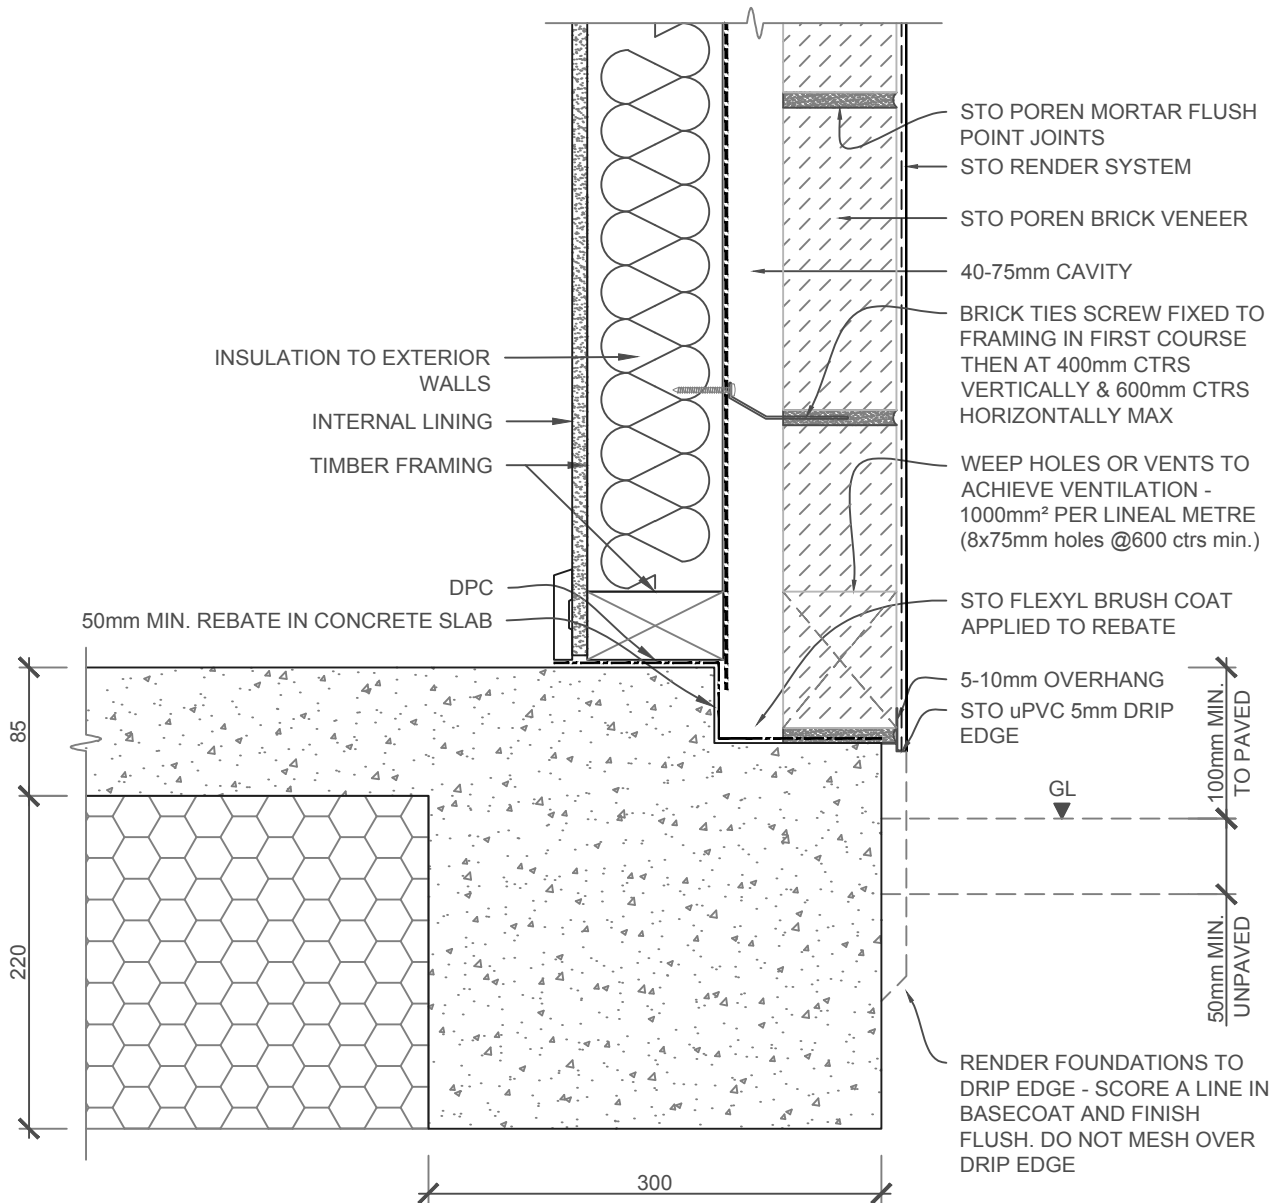 STO POREN MORTAR FLUSH
POINT JOINTS
STO RENDER SYSTEM
STO POREN BRICK VENEER
40-75mm CAVITY
BRICK TIES SCREW FIXED TO
FRAMING IN FIRST COURSE
THEN AT 400mm CTRS
VERTICALLY & 600mm CTRS
HORIZONTALLY MAX
INSULATION TO EXTERIOR
WALLS
INTERNAL LINING
TIMBER FRAMING
WEEP HOLES OR VENTS TO
ACHIEVE VENTILATION -
1000mm² PER LINEAL METRE
(8x75mm holes @600 ctrs min.)
DPC
50mm MIN. REBATE IN CONCRETE SLAB
STO FLEXYL BRUSH COAT
APPLIED TO REBATE
5-10mm OVERHANG
STO uPVC 5mm DRIP
EDGE
85
220
GL
100mm MIN.
TO PAVED
50mm MIN.
UNPAVED
RENDER FOUNDATIONS TO
DRIP EDGE - SCORE A LINE IN
BASECOAT AND FINISH
FLUSH. DO NOT MESH OVER
DRIP EDGE
300